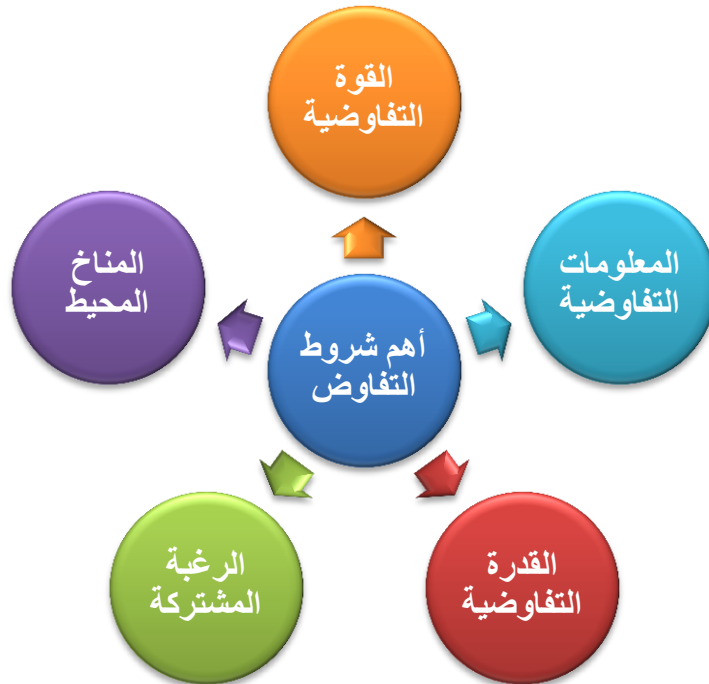 القوة
التفاوضية
المعلومات
التفاوضية
المناخ
المحيط
أهم شروط
التفاوض
القدرة
التفاوضية
الرغبة
المشتركة